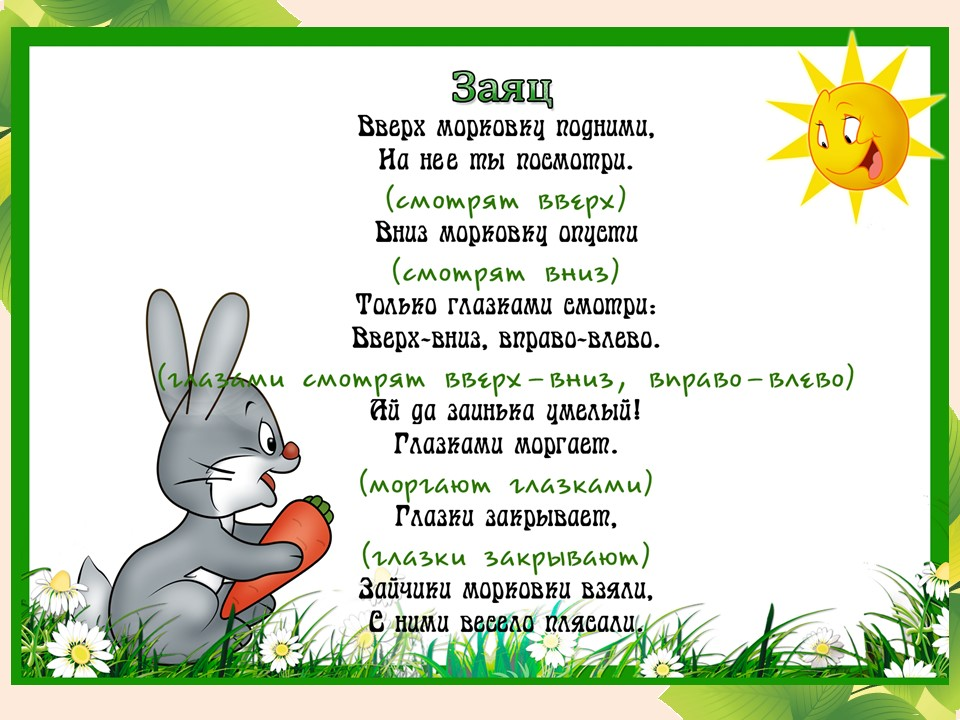 Заяц
Вверх морковку подними,
На нее ты посмотри.
(смотрят вверх)
Вниз морковку опусти
(смотрят вниз)
Только глазками смотри:
Вверх-вниз, вправо-влево.
(глазами смотрят вверх-вниз, вправо-влево)
Ай да заинька умелый!
Глазками моргает.
(моргают глазками)
Глазки закрывает,
(глазки закрывают)
Зайчики морковки взяли,
С ними весело плясали.